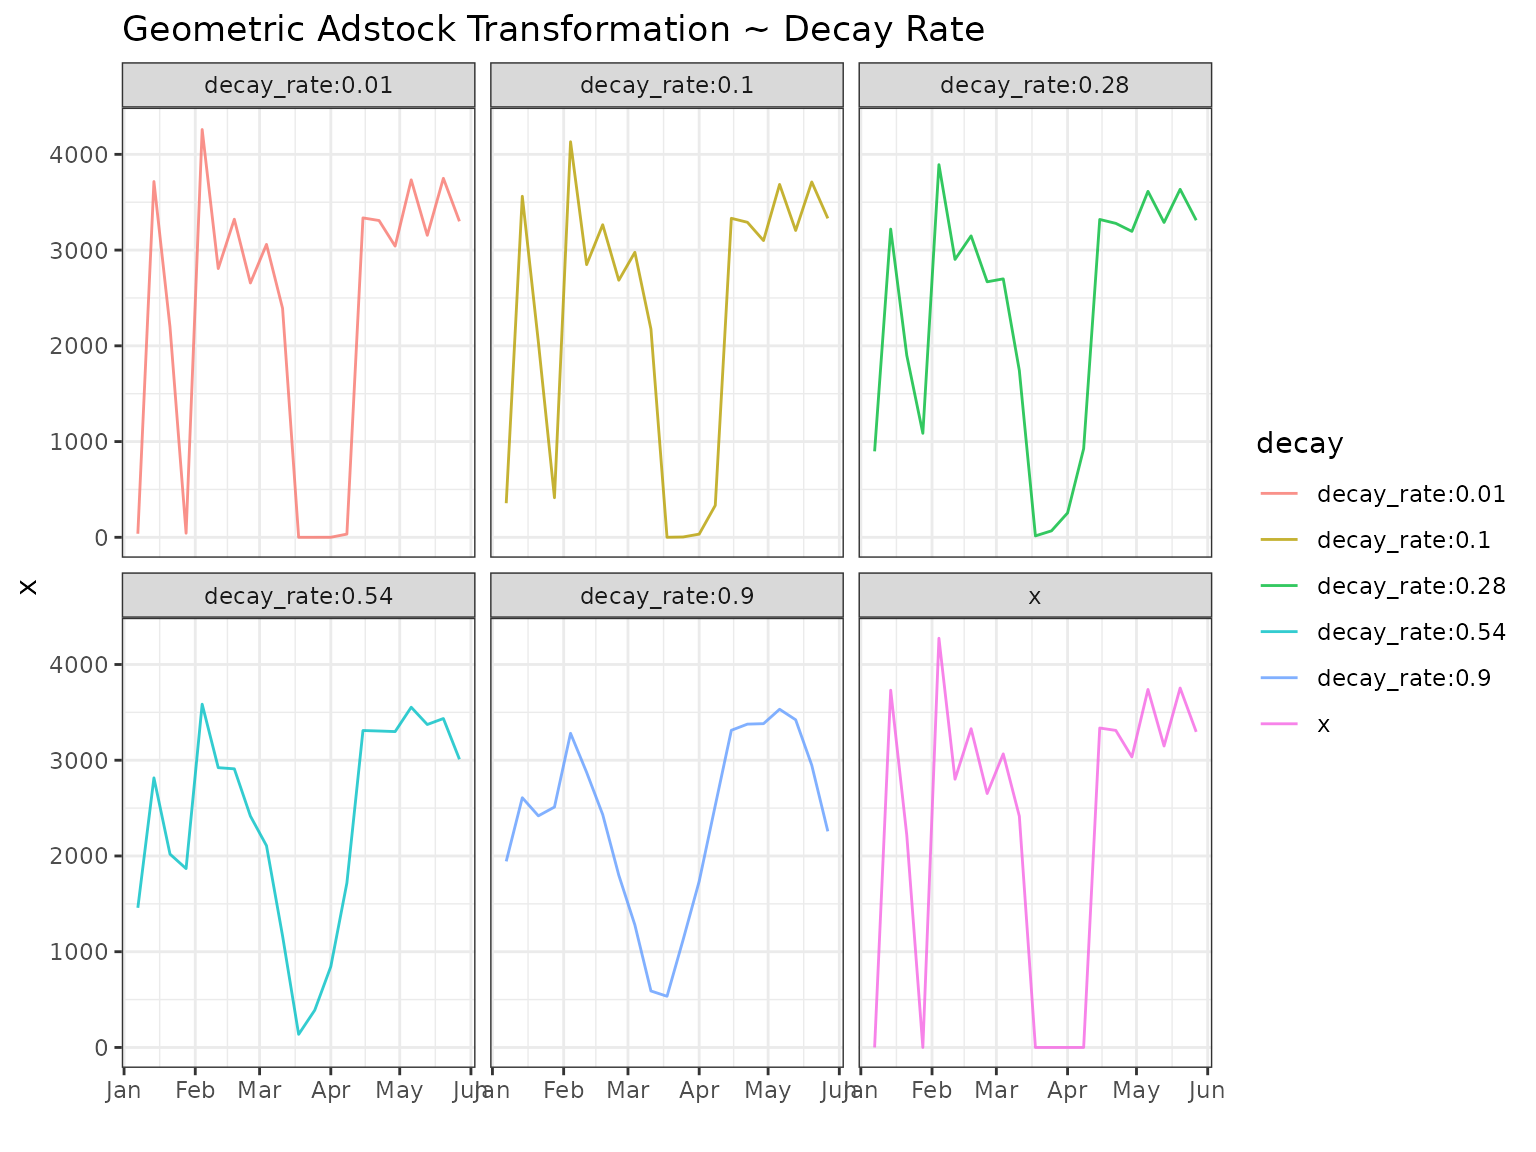 Geometric Adstock Transformation ~ Decay Rate
decay_rate:0.01 decay_rate:0.1 decay_rate:0.28
4000
3000
2000
1000
0
x
decay_rate:0.54 decay_rate:0.9 x
4000
3000
2000
1000
0
Jan Feb Mar Apr May Jun Jan Feb Mar Apr May Jun Jan Feb Mar Apr May Jun
decay
decay_rate:0.01
decay_rate:0.1
decay_rate:0.28
decay_rate:0.54
decay_rate:0.9
x